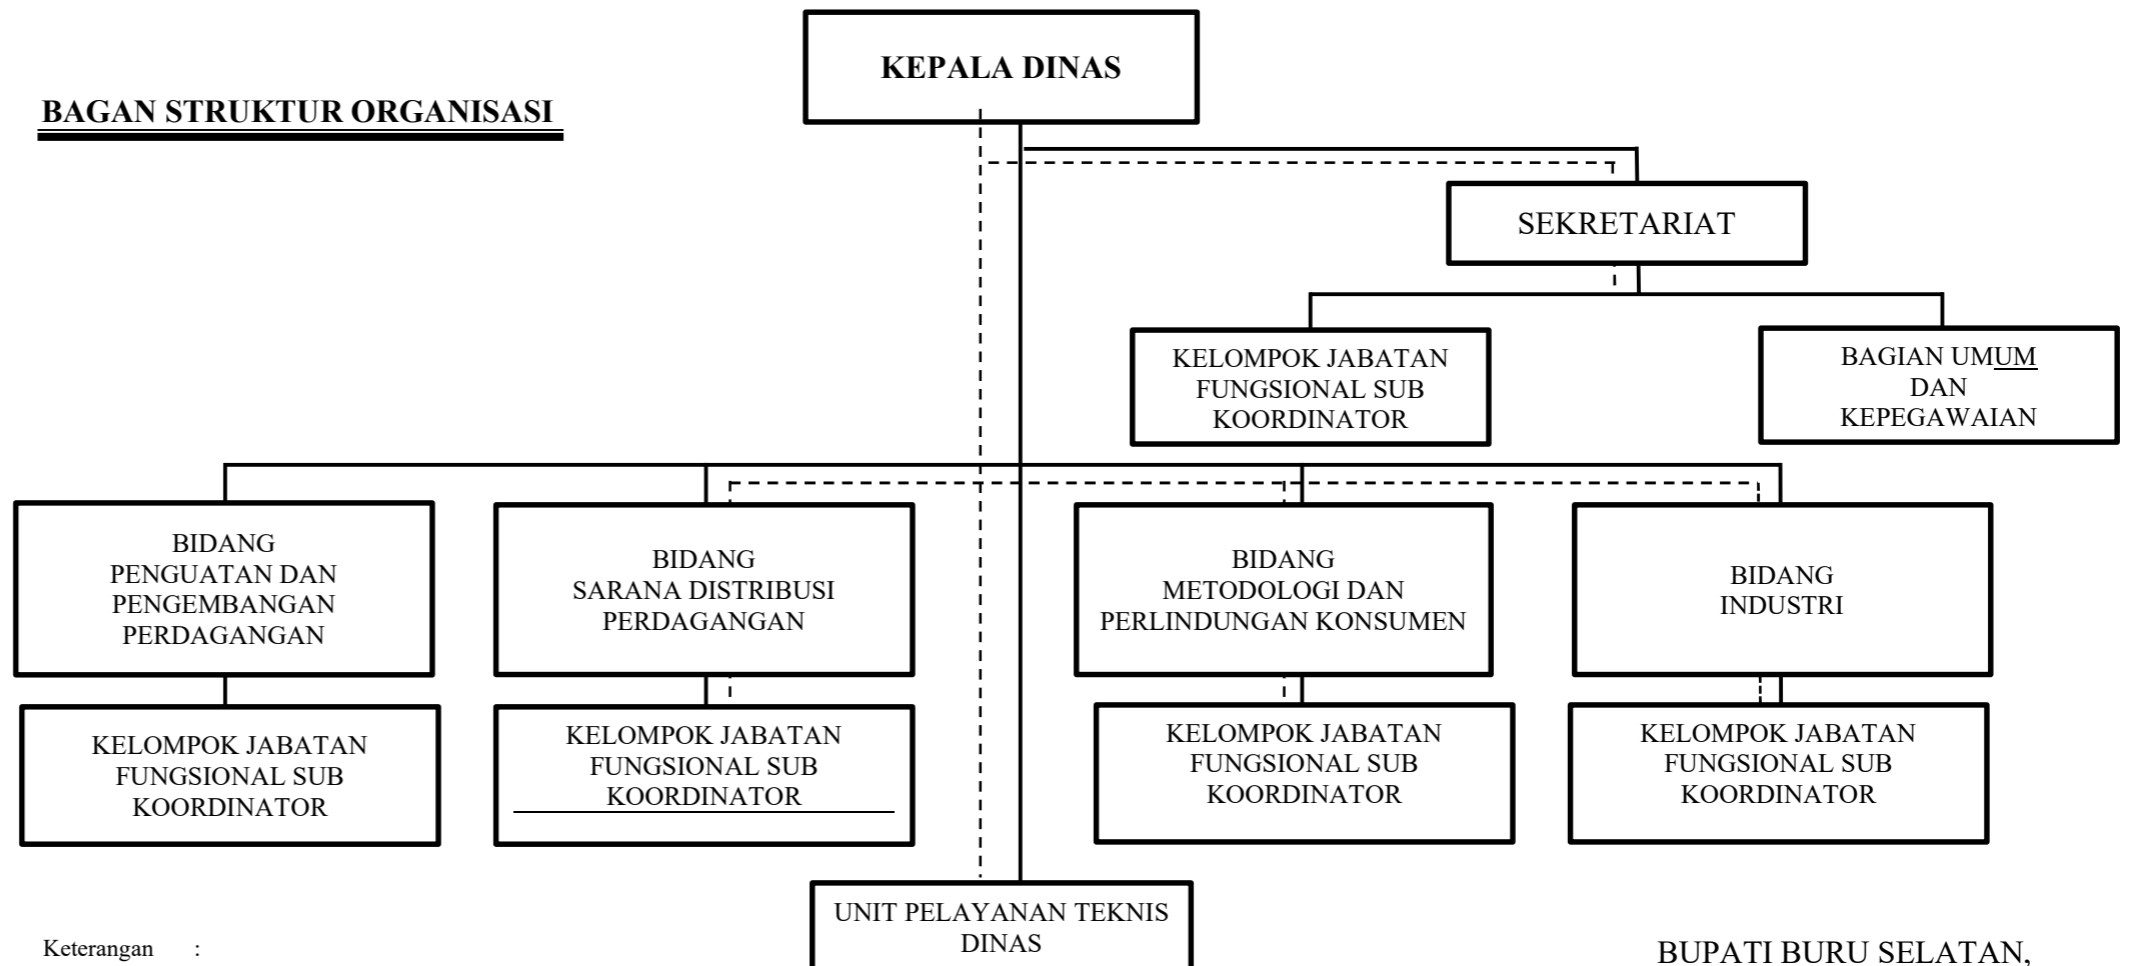 KEPALA DINAS
BAGAN STRUKTUR ORGANISASI
SEKRETARIAT
KELOMPOK JABATAN
FUNGSIONAL SUB
KOORDINATOR
BAGIAN UMUM
DAN
KEPEGAWAIAN
BIDANG
PENGUATAN DAN
PENGEMBANGAN
PERDAGANGAN
BIDANG
SARANA DISTRIBUSI
PERDAGANGAN
BIDANG
METODOLOGI DAN
PERLINDUNGAN KONSUMEN
BIDANG
INDUSTRI
KELOMPOK JABATAN
FUNGSIONAL SUB
KOORDINATOR
KELOMPOK JABATAN
FUNGSIONAL SUB
KOORDINATOR
KELOMPOK JABATAN
FUNGSIONAL SUB
KOORDINATOR
KELOMPOK JABATAN
FUNGSIONAL SUB
KOORDINATOR
UNIT PELAYANAN TEKNIS
DINAS
Keterangan :
BUPATI BURU SELATAN,